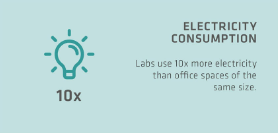 ELECTRICITY
CONSUMPTION
Labs use 10x more electricity
than office spaces of the
same size.
10x